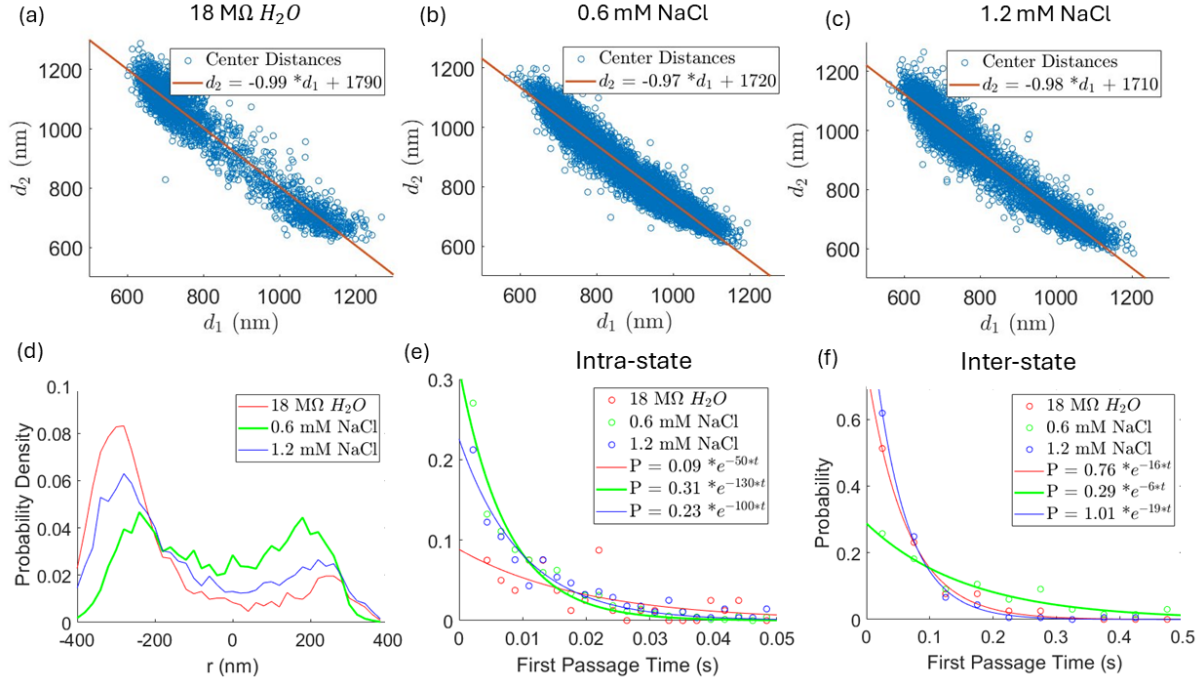 (a)
18 MΩ H₂O
(b)
0.6 mM NaCl
(c)
1.2 mM NaCl
Center Distances
d₂ = -0.99 *d₁ + 1790
1200
1000
800
600
d₂ (nm)
600
800
1000
1200
d₁ (nm)
Center Distances
d₂ = -0.97 *d₁ + 1720
1200
1000
800
600
d₂ (nm)
600
800
1000
1200
d₁ (nm)
Center Distances
d₂ = -0.98 *d₁ + 1710
1200
1000
800
600
d₂ (nm)
600
800
1000
1200
d₁ (nm)
(d)
0.1
0.08
0.06
0.04
0.02
0
Probability Density
18 MΩ H₂O
0.6 mM NaCl
1.2 mM NaCl
-400
-200
0
200
400
r (nm)
(e)
Intra-state
0.3
0.2
0.1
0
18 MΩ H₂O
0.6 mM NaCl
1.2 mM NaCl
P = 0.09 *e^{-50*t}
P = 0.31 *e^{-130*t}
P = 0.23 *e^{-100*t}
0
0.01
0.02
0.03
0.04
0.05
First Passage Time (s)
(f)
Inter-state
0.6
0.4
0.2
0
Probability
18 MΩ H₂O
0.6 mM NaCl
1.2 mM NaCl
P = 0.76 *e^{-16*t}
P = 0.29 *e^{-6*t}
P = 1.01 *e^{-19*t}
0
0.1
0.2
0.3
0.4
0.5
First Passage Time (s)